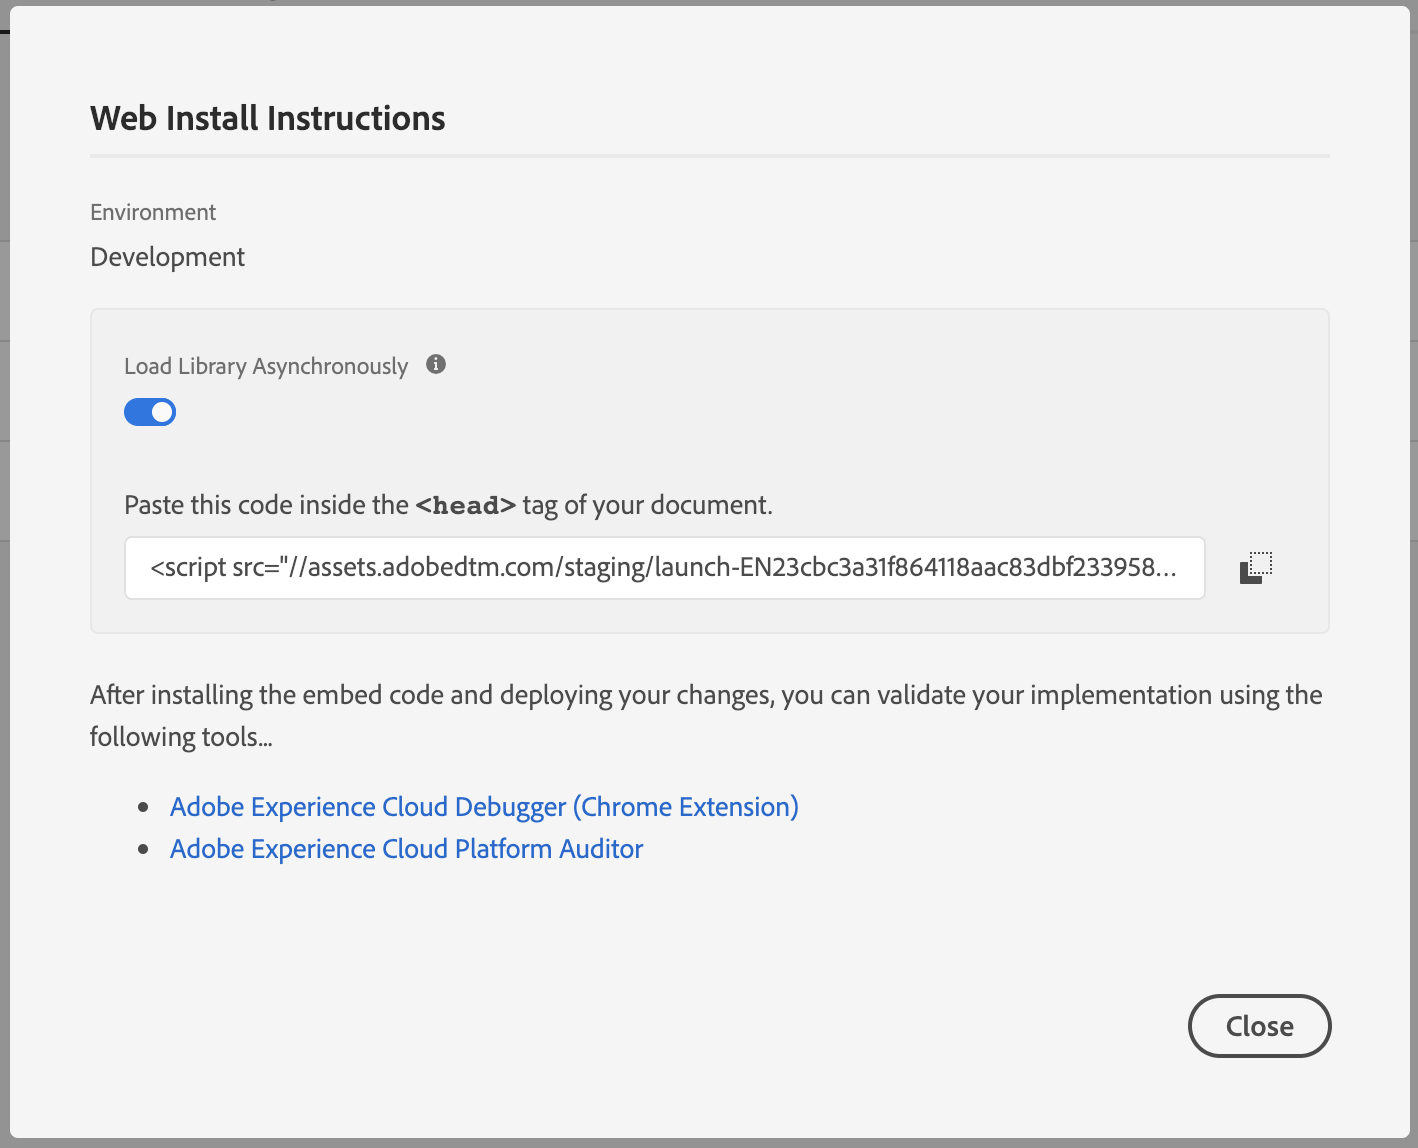 Web Install Instructions
Environment
Development
Load Library Asynchronously
Paste this code inside the <head> tag of your document.
<script src="//assets.adobedtm.com/staging/launch-EN23cbc3a31f864118aac83dbf233958...
After installing the embed code and deploying your changes, you can validate your implementation using the
following tools...
Adobe Experience Cloud Debugger (Chrome Extension)
Adobe Experience Cloud Platform Auditor
Close